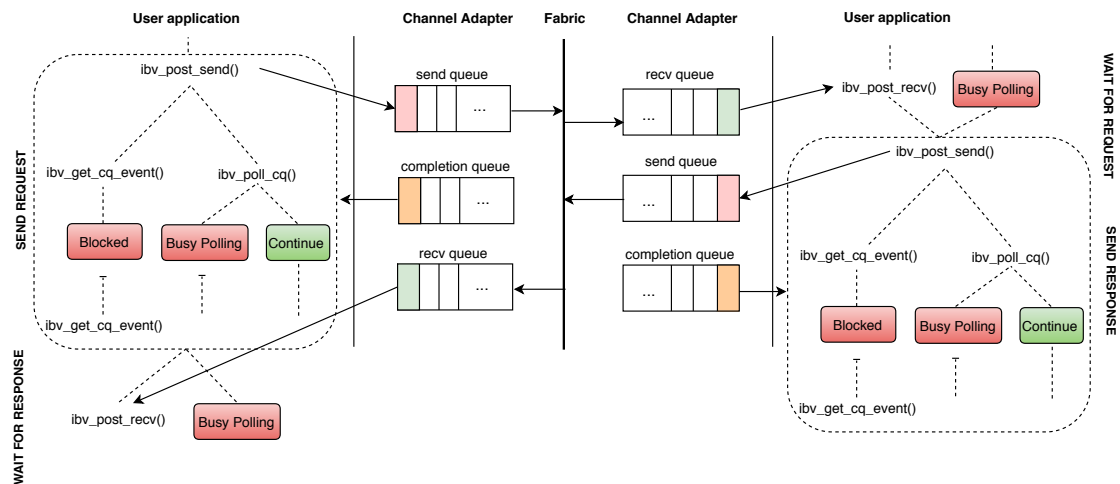 User application
Channel Adapter
Fabric
Channel Adapter
User application
SEND REQUEST
ibv_post_send()
ibv_get_cq_event()
ibv_poll_cq()
Blocked
Busy Polling
Continue
ibv_get_cq_event()
WAIT FOR RESPONSE
ibv_post_recv()
Busy Polling
send queue
...
completion queue
...
recv queue
...
recv queue
...
send queue
...
completion queue
...
WAIT FOR REQUEST
ibv_post_recv()
Busy Polling
SEND RESPONSE
ibv_post_send()
ibv_get_cq_event()
ibv_poll_cq()
Blocked
Busy Polling
Continue
ibv_get_cq_event()